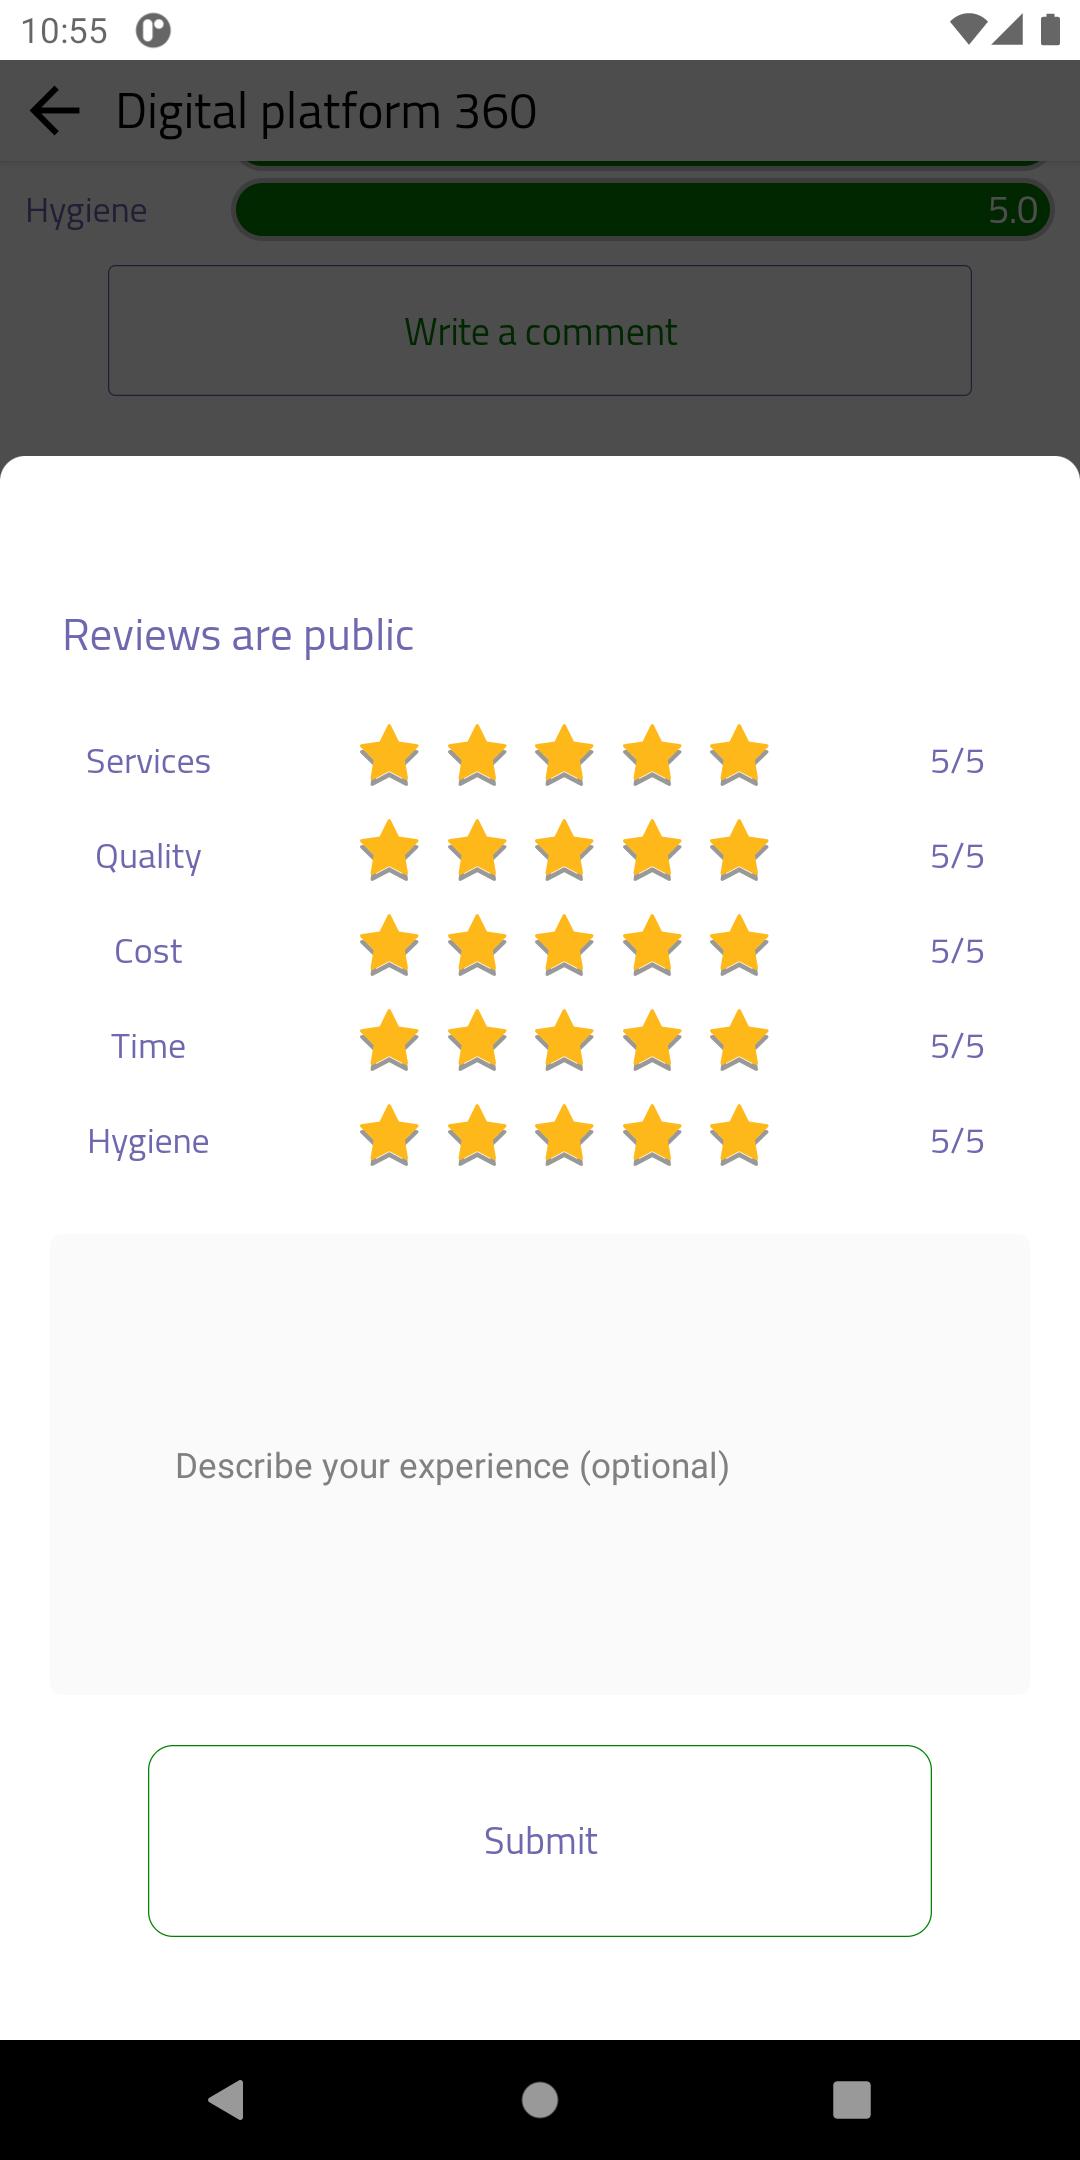 10:55
Digital platform 360
Hygiene 5.0
Write a comment
Reviews are public
Services 5/5
Quality 5/5
Cost 5/5
Time 5/5
Hygiene 5/5
Describe your experience (optional)
Submit